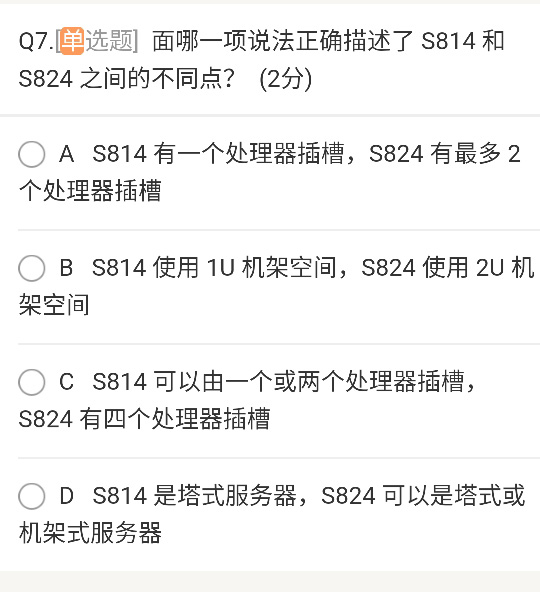 Q7.[单选题] 面哪一项说法正确描述了 S814 和
S824 之间的不同点？ (2分)
A S814 有一个处理器插槽，S824 有最多 2
个处理器插槽
B S814 使用 1U 机架空间，S824 使用 2U 机
架空间
C S814 可以由一个或两个处理器插槽，
S824 有四个处理器插槽
D S814 是塔式服务器，S824 可以是塔式或
机架式服务器